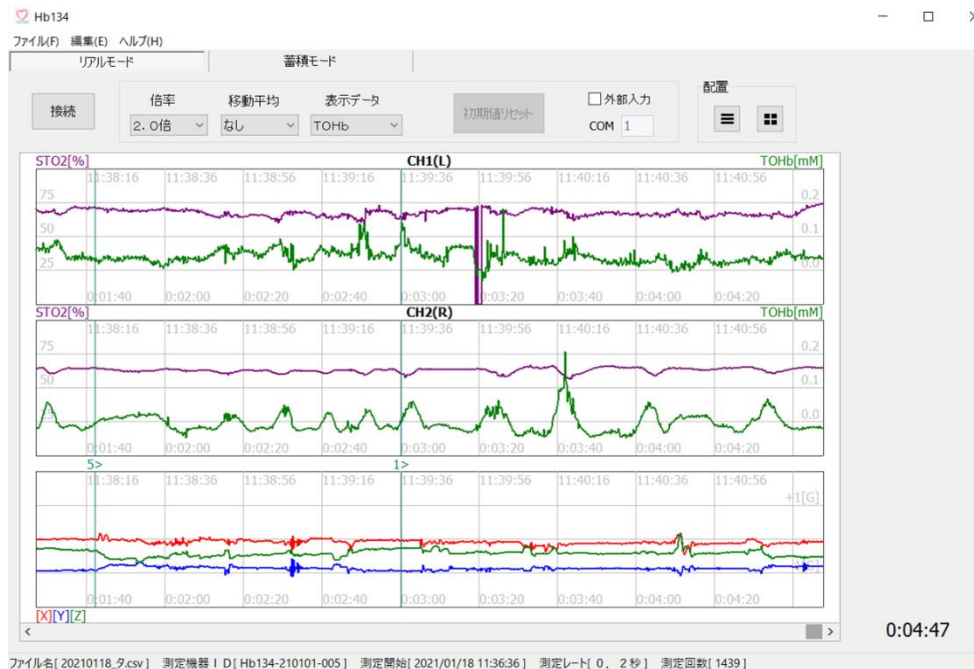 Hb134
ファイル(F) 編集(E) ヘルプ(H)
リアルモード 蓄積モード
接続 倍率 移動平均 表示データ 初期値リセット 外部入力 配置
2.0倍 なし TOHb COM 1
STO2[%] CH1(L) TOHb[mM]
11:38:16 11:38:36 11:38:56 11:39:16 11:39:36 11:39:56 11:40:16 11:40:36 11:40:56
75 0.2
50 0.1
25 0.0
0:01:40 0:02:00 0:02:20 0:02:40 0:03:00 0:03:20 0:03:40 0:04:00 0:04:20
STO2[%] CH2(R) TOHb[mM]
11:38:16 11:38:36 11:38:56 11:39:16 11:39:36 11:39:56 11:40:16 11:40:36 11:40:56
75 0.2
50 0.1
0.0
0:01:40 0:02:00 0:02:20 0:02:40 0:03:00 0:03:20 0:03:40 0:04:00 0:04:20
5> 1>
11:38:16 11:38:36 11:38:56 11:39:16 11:39:36 11:39:56 11:40:16 11:40:36 11:40:56
+1[G]
0:01:40 0:02:00 0:02:20 0:02:40 0:03:00 0:03:20 0:03:40 0:04:00 0:04:20
[X][Y][Z]
0:04:47
ファイル名[ 20210118_夕.csv ] 測定機器ID[ Hb134-210101-005 ] 測定開始[ 2021/01/18 11:36:36 ] 測定レート[ 0.2秒 ] 測定回数[ 1439 ]